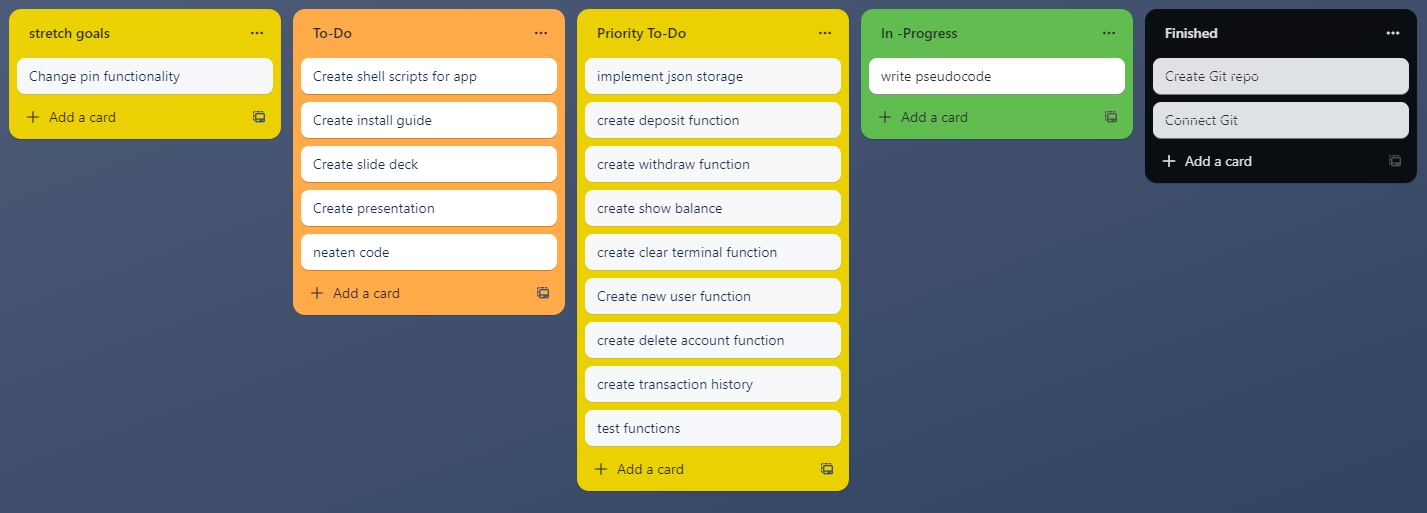 stretch goals
Change pin functionality
Add a card
To-Do
Create shell scripts for app
Create install guide
Create slide deck
Create presentation
neaten code
Add a card
Priority To-Do
implement json storage
create deposit function
create withdraw function
create show balance
create clear terminal function
Create new user function
create delete account function
create transaction history
test functions
Add a card
In -Progress
write pseudocode
Add a card
Finished
Create Git repo
Connect Git
Add a card